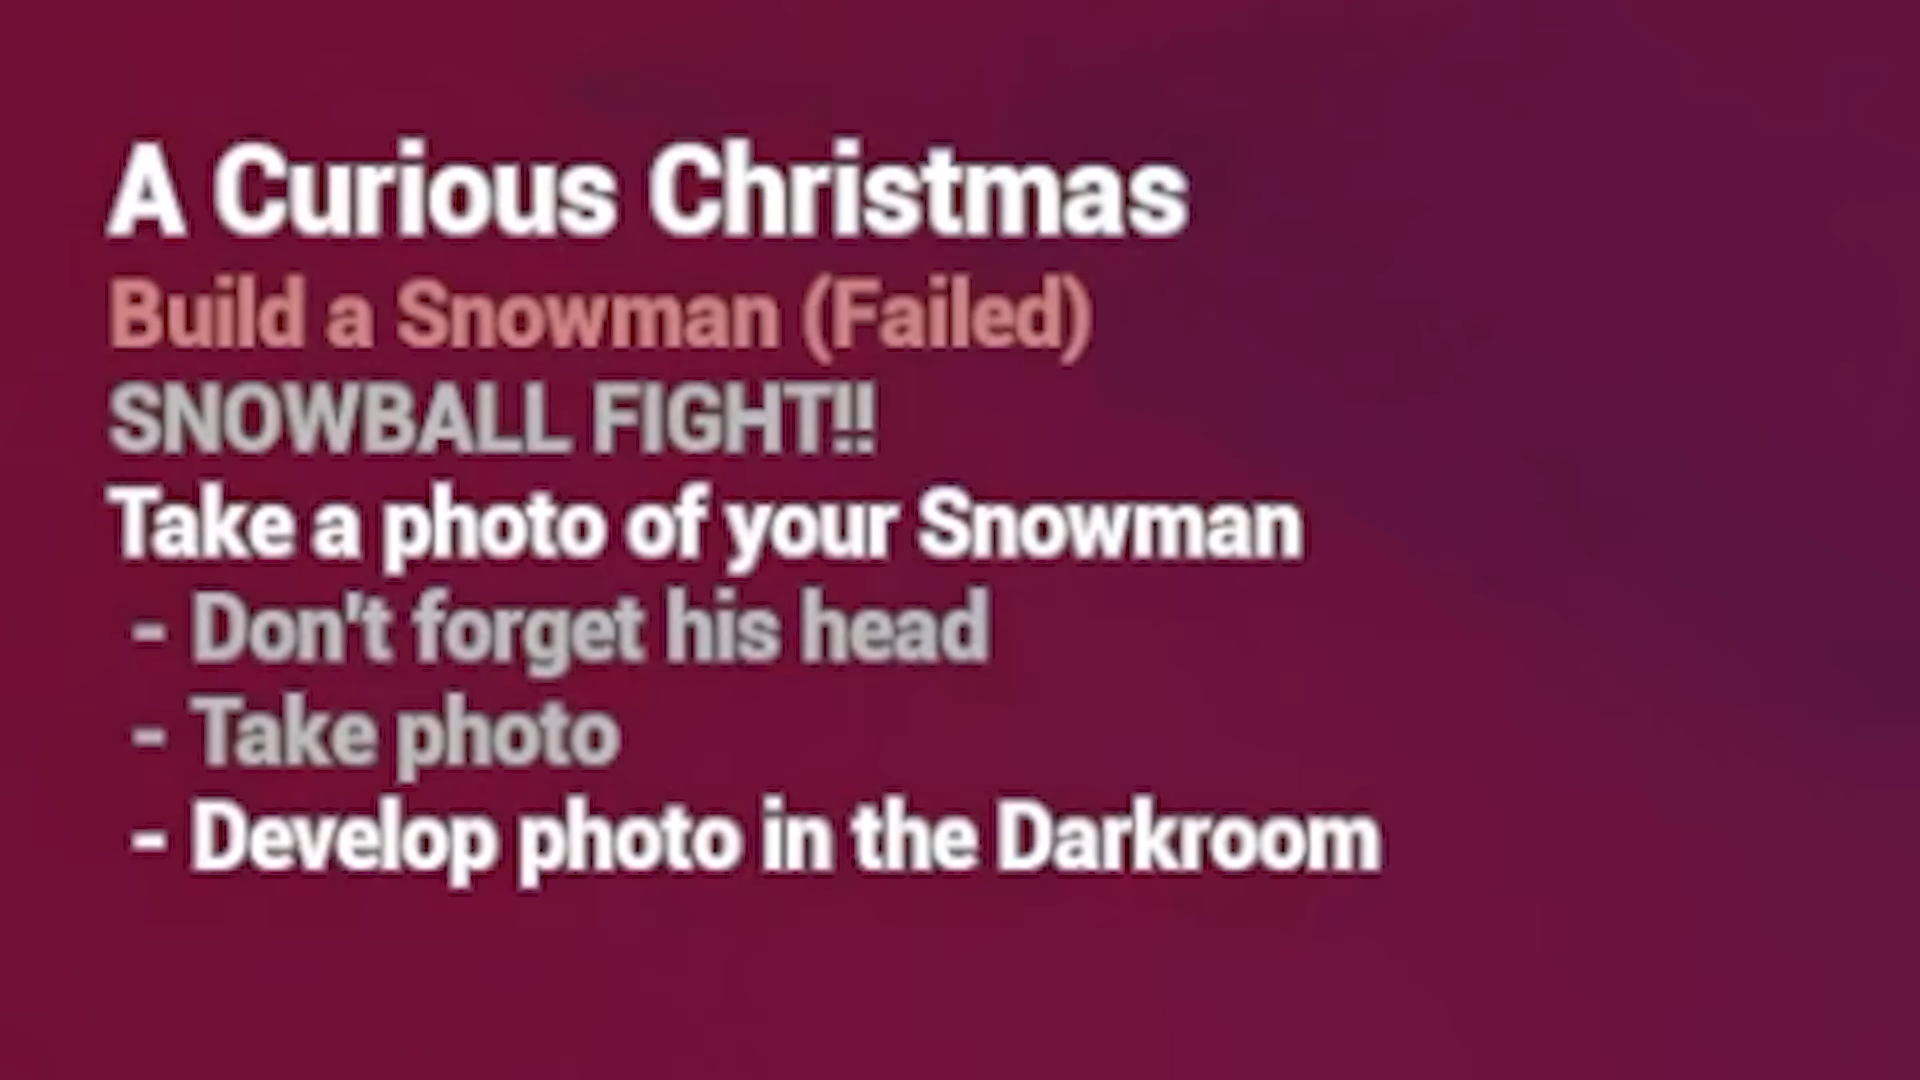 A Curious Christmas
Build a Snowman (Failed)
SNOWBALL FIGHT!!
Take a photo of your Snowman
- Don't forget his head
- Take photo
- Develop photo in the Darkroom